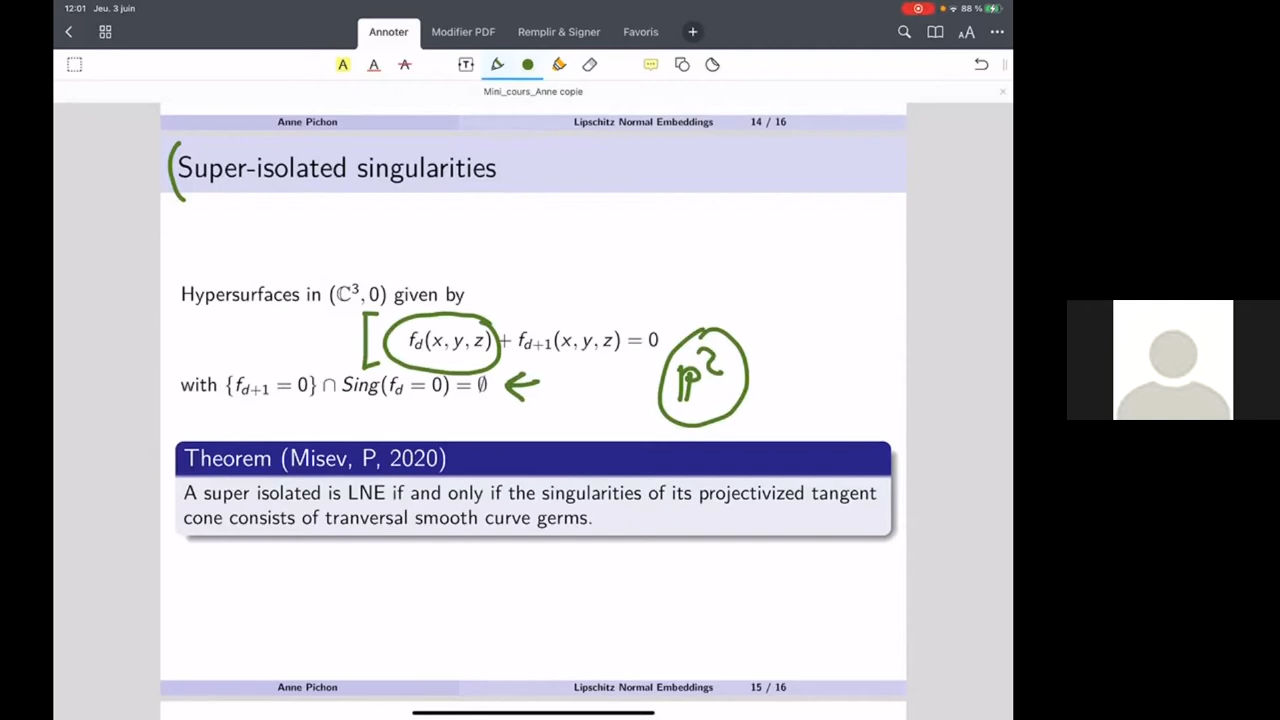 12:01 Jeu. 3 juin 88 %
Annoter Modifier PDF Remplir & Signer Favoris + AA
A A A T
Mini_cours_Anne copie ×
Anne Pichon Lipschitz Normal Embeddings 14 / 16
Super-isolated singularities
Hypersurfaces in (ℂ³, 0) given by
f_d(x, y, z) + f_{d+1}(x, y, z) = 0
ℙ²
with {f_{d+1} = 0} ∩ Sing(f_d = 0) = ∅ ←
Theorem (Misev, P, 2020)
A super isolated is LNE if and only if the singularities of its projectivized tangent
cone consists of tranversal smooth curve germs.
Anne Pichon Lipschitz Normal Embeddings 15 / 16